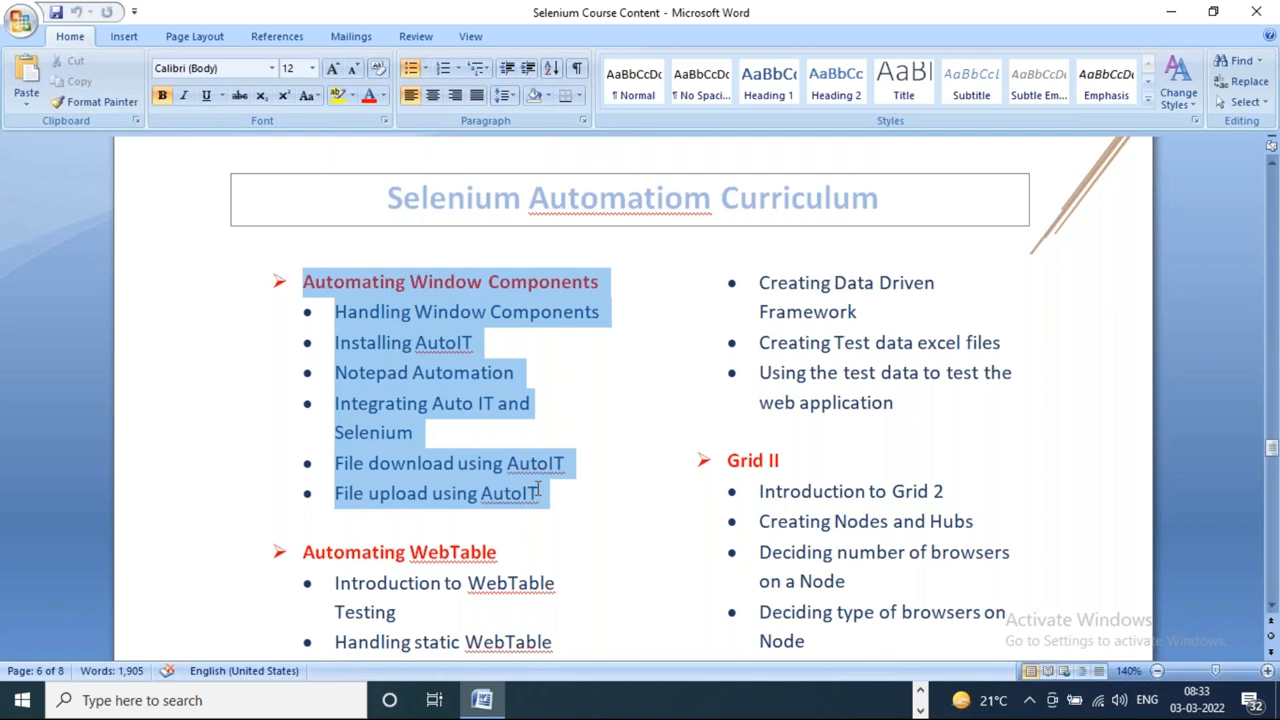 Selenium Course Content - Microsoft Word
Home Insert Page Layout References Mailings Review View
Cut
Copy
Paste
Format Painter
Clipboard
Calibri (Body) 12
B I U abc X₂ X² Aa A
Font
Paragraph
AaBbCcDc AaBbCcDc AaBbCc AaBbCc AaBl AaBbCcl AaBbCcDc AaBbCcDc
¶ Normal ¶ No Spaci... Heading 1 Heading 2 Title Subtitle Subtle Em... Emphasis
Change Styles
Styles
Find
Replace
Select
Editing
Selenium Automatiom Curriculum
Automating Window Components
Handling Window Components
Installing AutoIT
Notepad Automation
Integrating Auto IT and
Selenium
File download using AutoIT
File upload using AutoIT
Automating WebTable
Introduction to WebTable
Testing
Handling static WebTable
Creating Data Driven
Framework
Creating Test data excel files
Using the test data to test the
web application
Grid II
Introduction to Grid 2
Creating Nodes and Hubs
Deciding number of browsers
on a Node
Deciding type of browsers on
Node
Activate Windows
Go to Settings to activate Windows.
Page: 6 of 8 Words: 1,905 English (United States) 140%
Type here to search
21°C ENG 08:33
03-03-2022 32